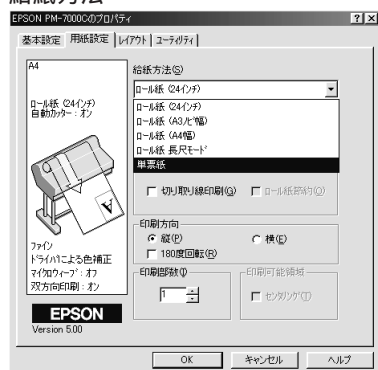 給紙方法
EPSON PM-7000Cのプロパティ
基本設定 用紙設定 レイアウト ユーティリティ
A4
ロール紙 (24インチ)
自動カッター : オン
ファイン
ドライバによる色補正
マイクロウィーブ : オフ
双方向印刷 : オン
EPSON
Version 5.00
給紙方法(S)
ロール紙 (24インチ)
ロール紙 (24インチ)
ロール紙 (A3ノビ幅)
ロール紙 (A4幅)
ロール紙 長尺モード
単票紙
切り取り線印刷(G) ロール紙節約(O)
印刷方向
縦(P) 横(E)
180度回転(R)
印刷部数(I) 印刷可能領域
1 センタリング(T)
OK キャンセル ヘルプ